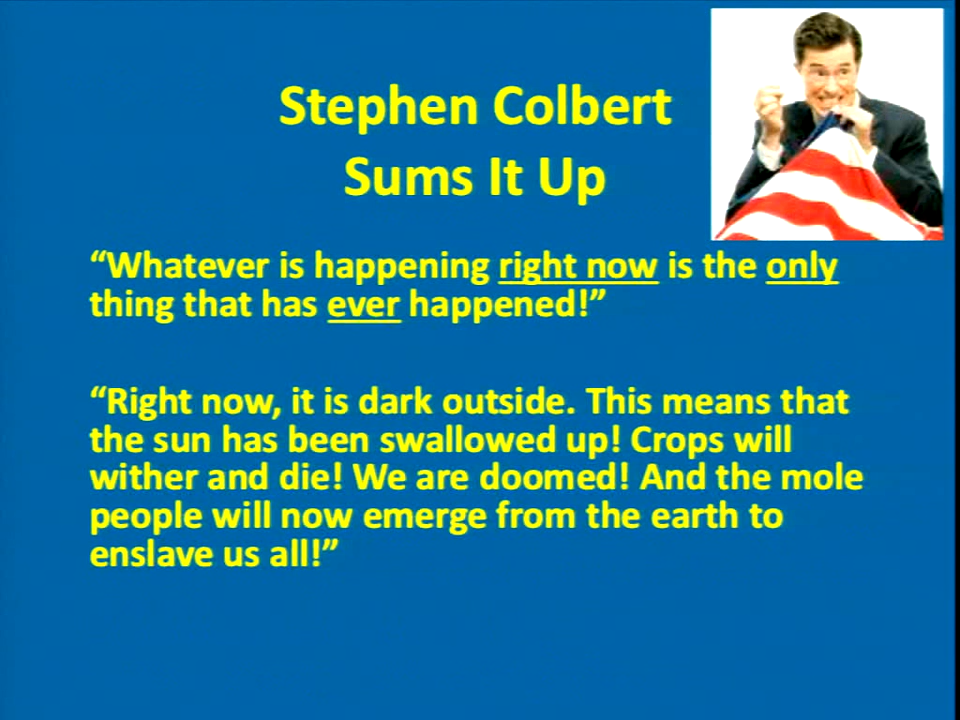 Stephen Colbert
Sums It Up
“Whatever is happening right now is the only
thing that has ever happened!”
“Right now, it is dark outside. This means that
the sun has been swallowed up! Crops will
wither and die! We are doomed! And the mole
people will now emerge from the earth to
enslave us all!”